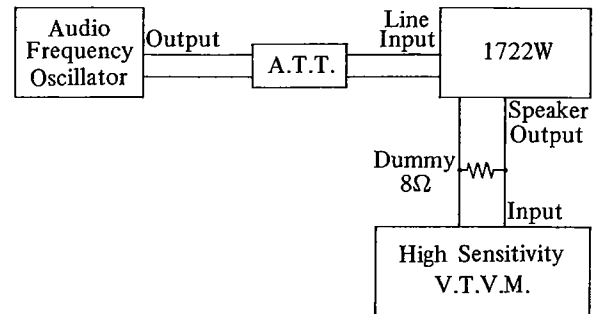 Audio
Frequency
Oscillator
Output
A.T.T.
Line
Input
1722W
Speaker
Output
Dummy
8Ω
Input
High Sensitivity
V.T.V.M.